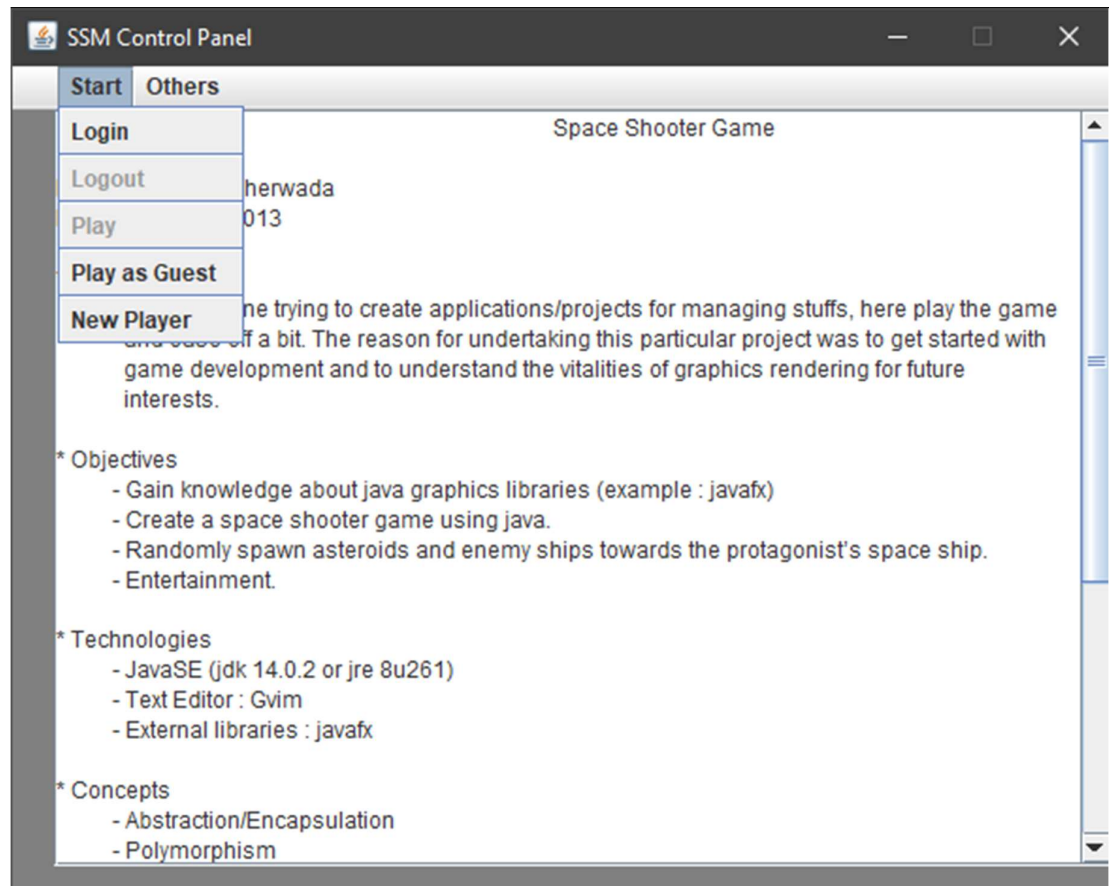 SSM Control Panel
Start Others
Login
Logout
Play
Play as Guest
New Player
Space Shooter Game
herwada
013
ne trying to create applications/projects for managing stuffs, here play the game
off a bit. The reason for undertaking this particular project was to get started with
game development and to understand the vitalities of graphics rendering for future
interests.
* Objectives
- Gain knowledge about java graphics libraries (example : javafx)
- Create a space shooter game using java.
- Randomly spawn asteroids and enemy ships towards the protagonist's space ship.
- Entertainment.
* Technologies
- JavaSE (jdk 14.0.2 or jre 8u261)
- Text Editor : Gvim
- External libraries : javafx
* Concepts
- Abstraction/Encapsulation
- Polymorphism